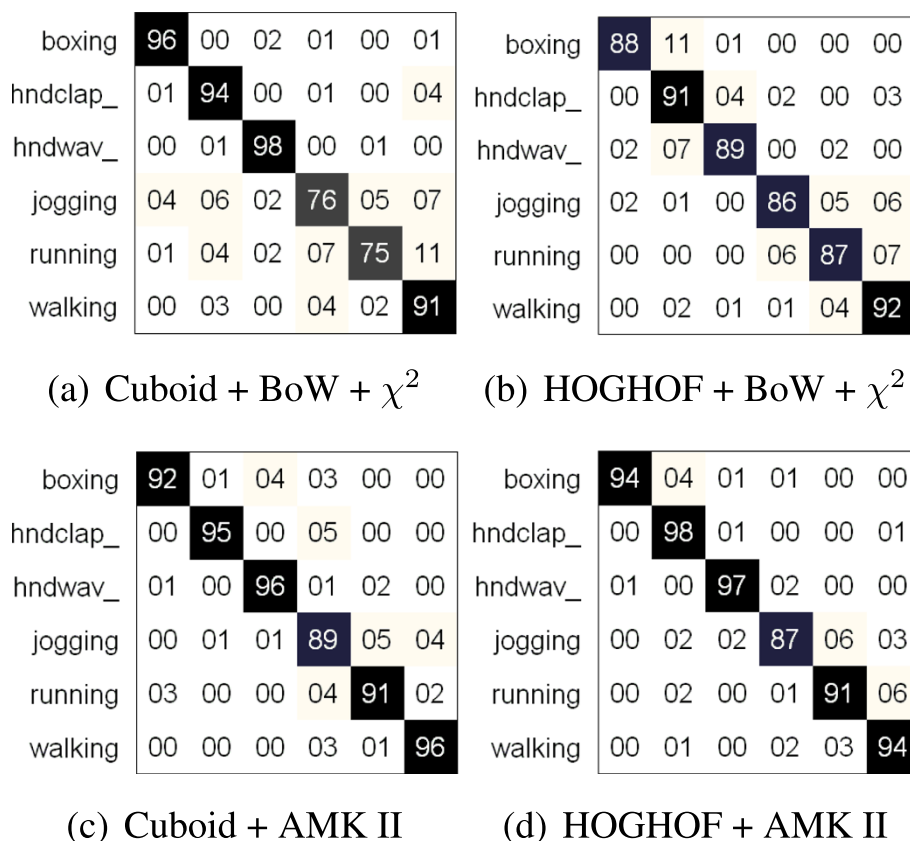 boxing 96 00 02 01 00 01
hndclap_ 01 94 00 01 00 04
hndwav_ 00 01 98 00 01 00
jogging 04 06 02 76 05 07
running 01 04 02 07 75 11
walking 00 03 00 04 02 91
(a) Cuboid + BoW + χ²
boxing 88 11 01 00 00 00
hndclap_ 00 91 04 02 00 03
hndwav_ 02 07 89 00 02 00
jogging 02 01 00 86 05 06
running 00 00 00 06 87 07
walking 00 02 01 01 04 92
(b) HOGHOF + BoW + χ²
boxing 92 01 04 03 00 00
hndclap_ 00 95 00 05 00 00
hndwav_ 01 00 96 01 02 00
jogging 00 01 01 89 05 04
running 03 00 00 04 91 02
walking 00 00 00 03 01 96
(c) Cuboid + AMK II
boxing 94 04 01 01 00 00
hndclap_ 00 98 01 00 00 01
hndwav_ 01 00 97 02 00 00
jogging 00 02 02 87 06 03
running 00 02 00 01 91 06
walking 00 01 00 02 03 94
(d) HOGHOF + AMK II